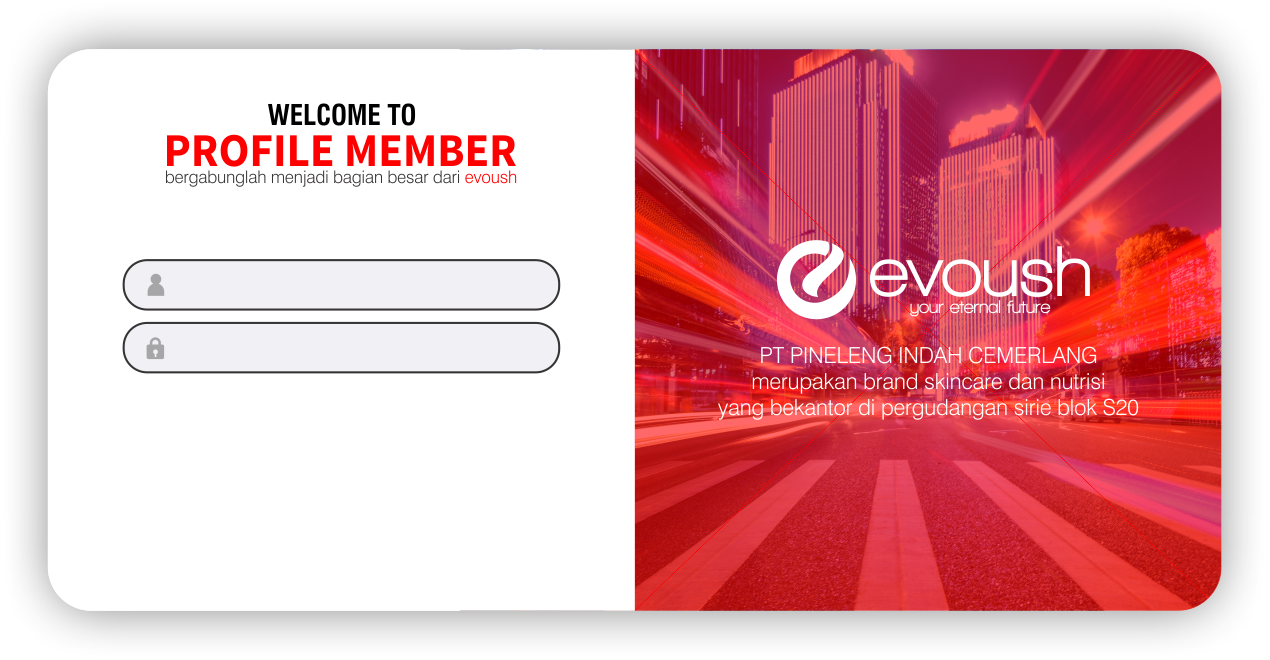 WELCOME TO
PROFILE MEMBER
bergabunglah menjadi bagian besar dari evoush
evoush
your eternal future
PT PINELENG INDAH CEMERLANG
merupakan brand skincare dan nutrisi
yang bekantor di pergudangan sirie blok S20